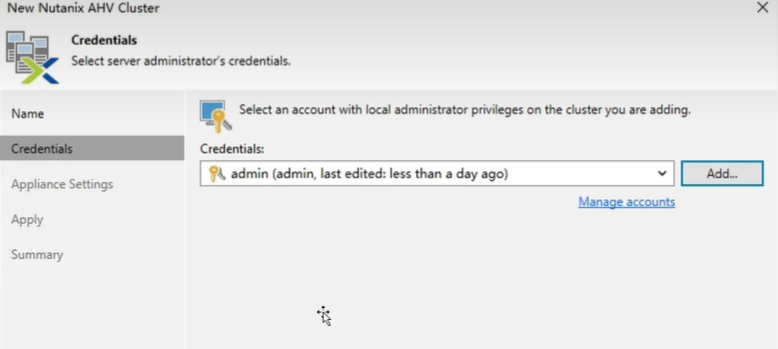 New Nutanix AHV Cluster
Credentials
Select server administrator's credentials.
Name
Credentials
Appliance Settings
Apply
Summary
Select an account with local administrator privileges on the cluster you are adding.
Credentials:
admin (admin, last edited: less than a day ago)
Add...
Manage accounts